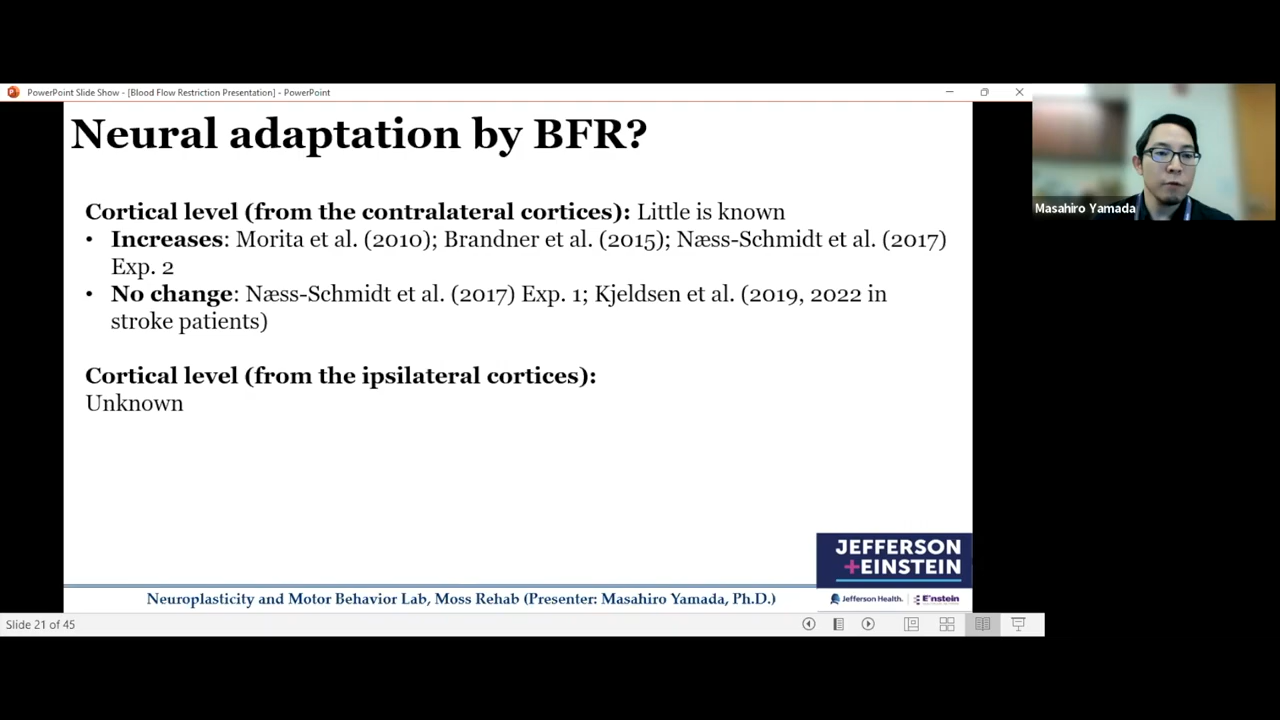 PowerPoint Slide Show - [Blood Flow Restriction Presentation] - PowerPoint
Neural adaptation by BFR?
Cortical level (from the contralateral cortices): Little is known
• Increases: Morita et al. (2010); Brandner et al. (2015); Næss-Schmidt et al. (2017)
Exp. 2
• No change: Næss-Schmidt et al. (2017) Exp. 1; Kjeldsen et al. (2019, 2022 in
stroke patients)
Cortical level (from the ipsilateral cortices):
Unknown
JEFFERSON
+EINSTEIN
Neuroplasticity and Motor Behavior Lab, Moss Rehab (Presenter: Masahiro Yamada, Ph.D.)
Jefferson Health.
Slide 21 of 45
Masahiro Yamada